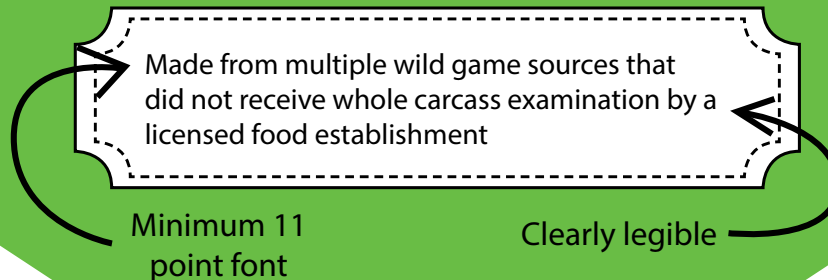 Made from multiple wild game sources that
did not receive whole carcass examination by a
licensed food establishment
Minimum 11
point font
Clearly legible